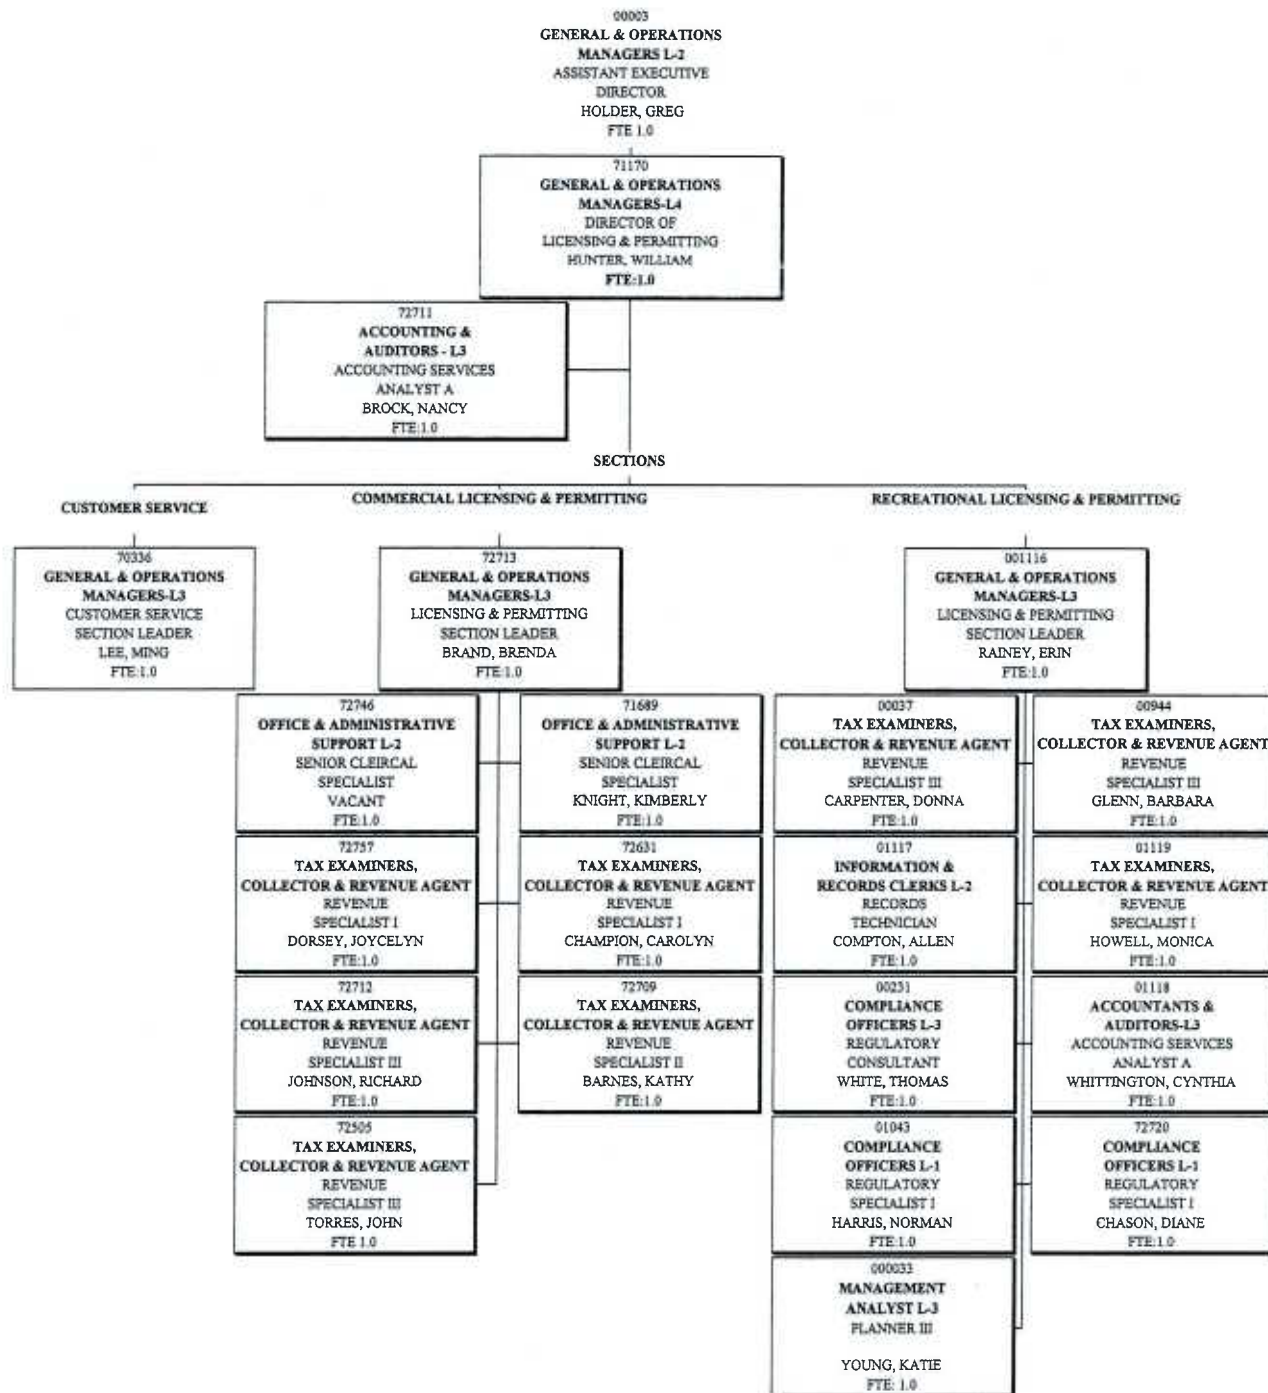 00003
GENERAL & OPERATIONS
MANAGERS L-2
ASSISTANT EXECUTIVE
DIRECTOR
HOLDER, GREG
FTE 1.0
71170
GENERAL & OPERATIONS
MANAGERS-L4
DIRECTOR OF
LICENSING & PERMITTING
HUNTER, WILLIAM
FTE:1.0
72711
ACCOUNTING &
AUDITORS - L3
ACCOUNTING SERVICES
ANALYST A
BROCK, NANCY
FTE:1.0
SECTIONS
CUSTOMER SERVICE
COMMERCIAL LICENSING & PERMITTING
RECREATIONAL LICENSING & PERMITTING
70336
GENERAL & OPERATIONS
MANAGERS-L3
CUSTOMER SERVICE
SECTION LEADER
LEE, MING
FTE:1.0
72713
GENERAL & OPERATIONS
MANAGERS-L3
LICENSING & PERMITTING
SECTION LEADER
BRAND, BRENDA
FTE:1.0
001116
GENERAL & OPERATIONS
MANAGERS-L3
LICENSING & PERMITTING
SECTION LEADER
RAINEY, ERIN
FTE:1.0
72746
OFFICE & ADMINISTRATIVE
SUPPORT L-2
SENIOR CLEIRCAL
SPECIALIST
VACANT
FTE:1.0
71689
OFFICE & ADMINISTRATIVE
SUPPORT L-2
SENIOR CLEIRCAL
SPECIALIST
KNIGHT, KIMBERLY
FTE:1.0
00037
TAX EXAMINERS,
COLLECTOR & REVENUE AGENT
REVENUE
SPECIALIST III
CARPENTER, DONNA
FTE:1.0
00944
TAX EXAMINERS,
COLLECTOR & REVENUE AGENT
REVENUE
SPECIALIST III
GLENN, BARBARA
FTE:1.0
72757
TAX EXAMINERS,
COLLECTOR & REVENUE AGENT
REVENUE
SPECIALIST I
DORSEY, JOYCELYN
FTE:1.0
72631
TAX EXAMINERS,
COLLECTOR & REVENUE AGENT
REVENUE
SPECIALIST I
CHAMPION, CAROLYN
FTE:1.0
01117
INFORMATION &
RECORDS CLERKS L-2
RECORDS
TECHNICIAN
COMPTON, ALLEN
FTE:1.0
01119
TAX EXAMINERS,
COLLECTOR & REVENUE AGENT
REVENUE
SPECIALIST I
HOWELL, MONICA
FTE:1.0
72712
TAX EXAMINERS,
COLLECTOR & REVENUE AGENT
REVENUE
SPECIALIST III
JOHNSON, RICHARD
FTE:1.0
72709
TAX EXAMINERS,
COLLECTOR & REVENUE AGENT
REVENUE
SPECIALIST II
BARNES, KATHY
FTE:1.0
00231
COMPLIANCE
OFFICERS L-3
REGULATORY
CONSULTANT
WHITE, THOMAS
FTE:1.0
01118
ACCOUNTANTS &
AUDITORS-L3
ACCOUNTING SERVICES
ANALYST A
WHITTINGTON, CYNTHIA
FTE:1.0
72505
TAX EXAMINERS,
COLLECTOR & REVENUE AGENT
REVENUE
SPECIALIST III
TORRES, JOHN
FTE 1.0
01043
COMPLIANCE
OFFICERS L-1
REGULATORY
SPECIALIST I
HARRIS, NORMAN
FTE:1.0
72720
COMPLIANCE
OFFICERS L-1
REGULATORY
SPECIALIST I
CHASON, DIANE
FTE:1.0
000033
MANAGEMENT
ANALYST L-3
PLANNER III
YOUNG, KATIE
FTE: 1.0